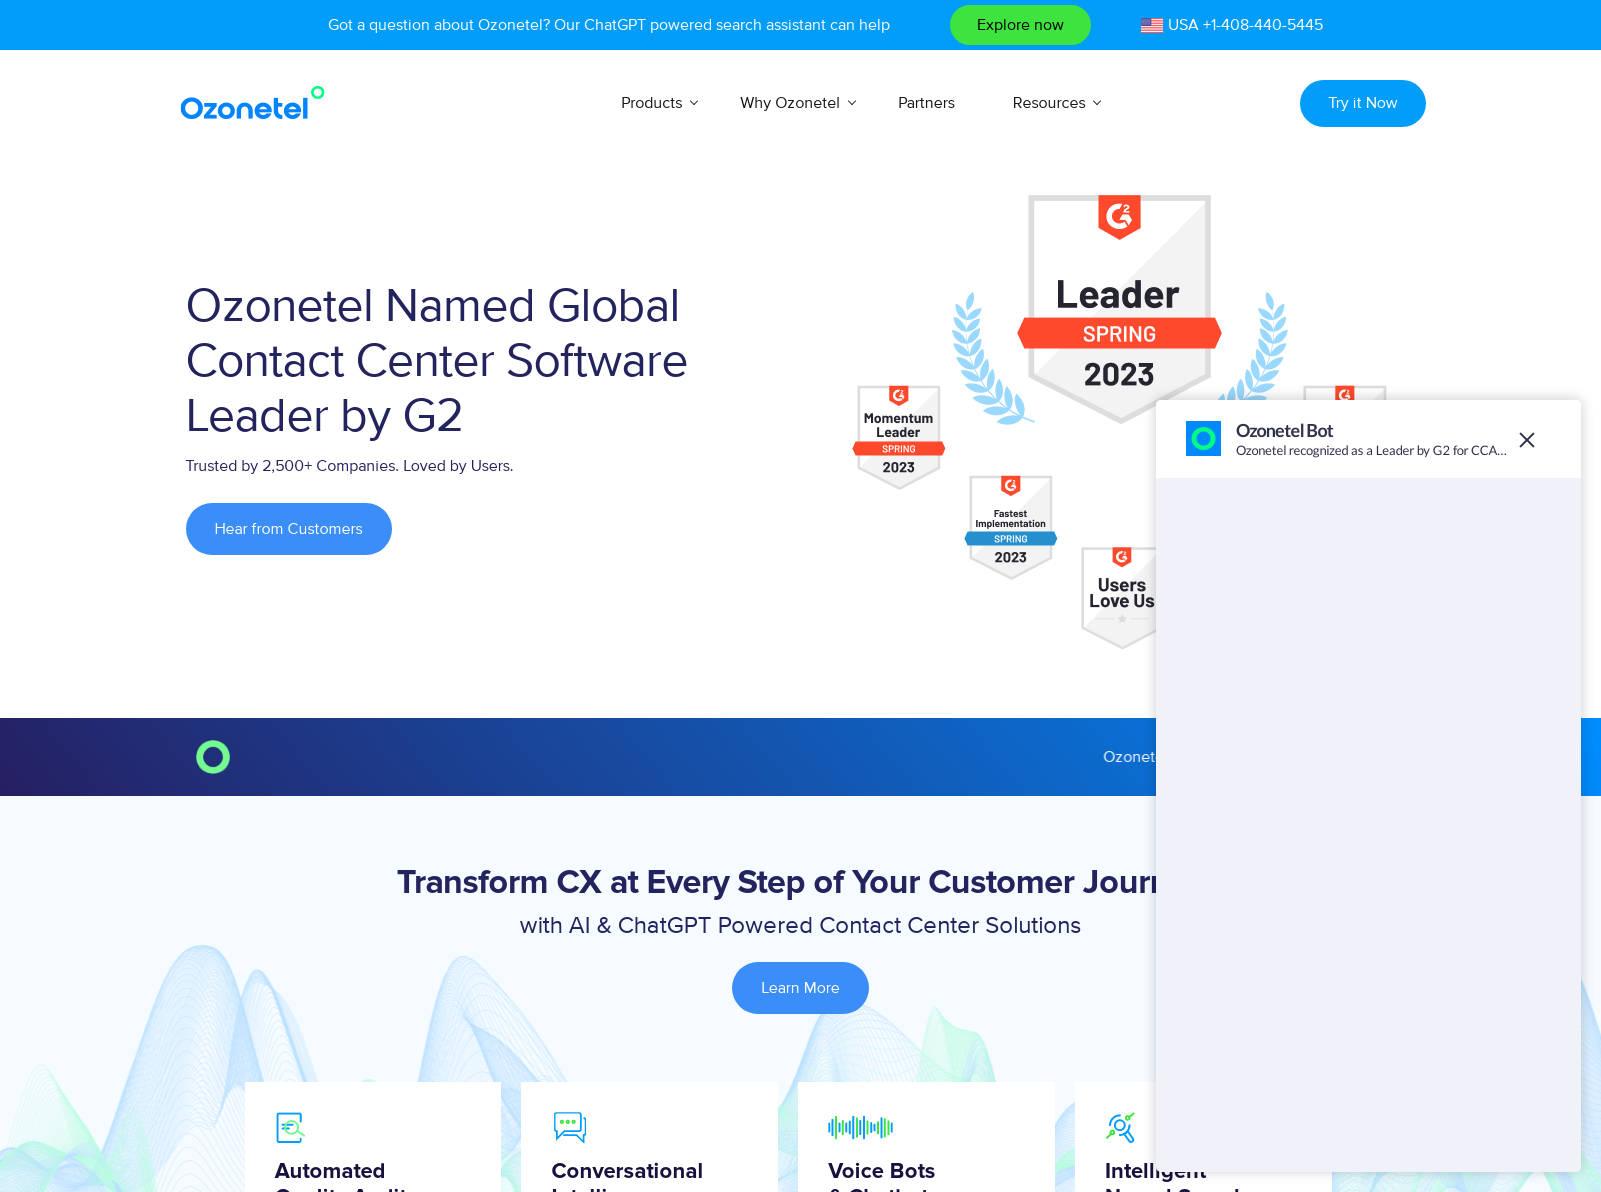 Got a question about Ozonetel? Our ChatGPT powered search assistant can help
Explore now
USA +1-408-440-5445
Ozonetel
Products
Why Ozonetel
Partners
Resources
Try it Now
Ozonetel Named Global
Contact Center Software
Leader by G2
Trusted by 2,500+ Companies. Loved by Users.
Hear from Customers
Leader
SPRING
2023
Momentum
Leader
SPRING
2023
Fastest
Implementation
SPRING
2023
Users
Love Us
Ozonetel Bot
Ozonetel recognized as a Leader by G2 for CCA...
Transform CX at Every Step of Your Customer
with AI & ChatGPT Powered Contact Center Solutions
Learn More
Automated
Conversational
Voice Bots
Intelligent